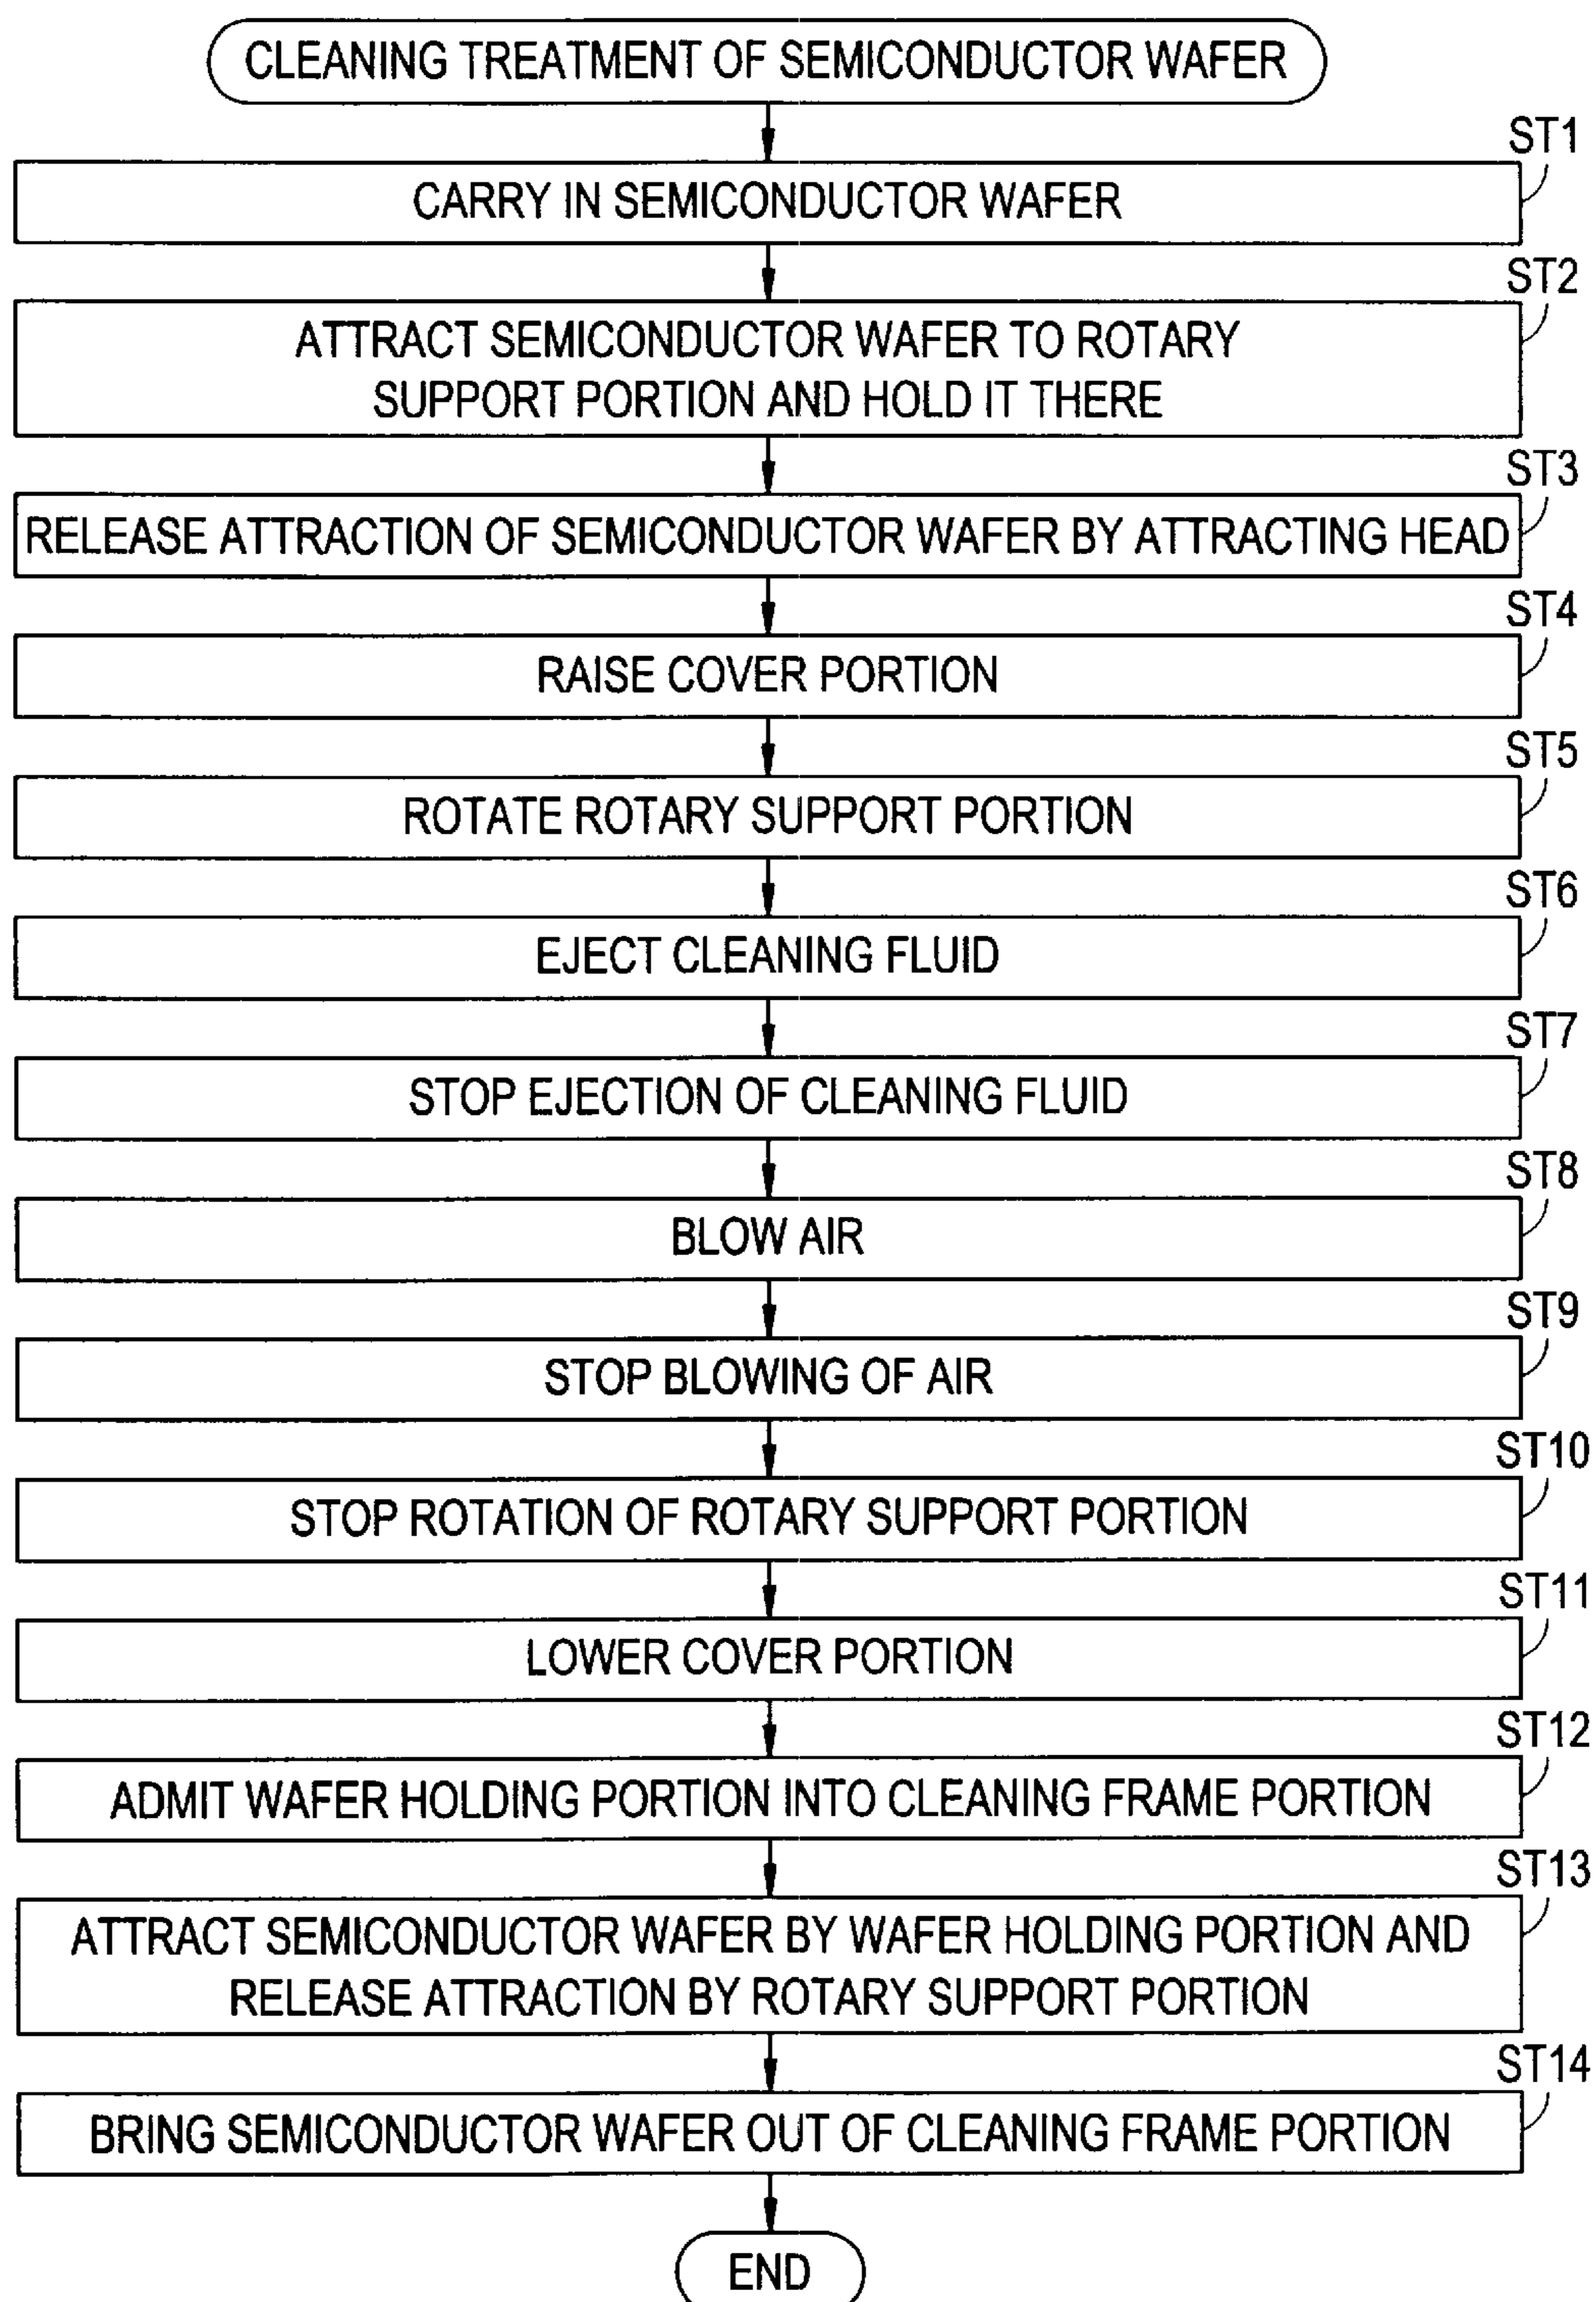 CLEANING TREATMENT OF SEMICONDUCTOR WAFER
ST1
CARRY IN SEMICONDUCTOR WAFER
ST2
ATTRACT SEMICONDUCTOR WAFER TO ROTARY
SUPPORT PORTION AND HOLD IT THERE
ST3
RELEASE ATTRACTION OF SEMICONDUCTOR WAFER BY ATTRACTING HEAD
ST4
RAISE COVER PORTION
ST5
ROTATE ROTARY SUPPORT PORTION
ST6
EJECT CLEANING FLUID
ST7
STOP EJECTION OF CLEANING FLUID
ST8
BLOW AIR
ST9
STOP BLOWING OF AIR
ST10
STOP ROTATION OF ROTARY SUPPORT PORTION
ST11
LOWER COVER PORTION
ST12
ADMIT WAFER HOLDING PORTION INTO CLEANING FRAME PORTION
ST13
ATTRACT SEMICONDUCTOR WAFER BY WAFER HOLDING PORTION AND
RELEASE ATTRACTION BY ROTARY SUPPORT PORTION
ST14
BRING SEMICONDUCTOR WAFER OUT OF CLEANING FRAME PORTION
END